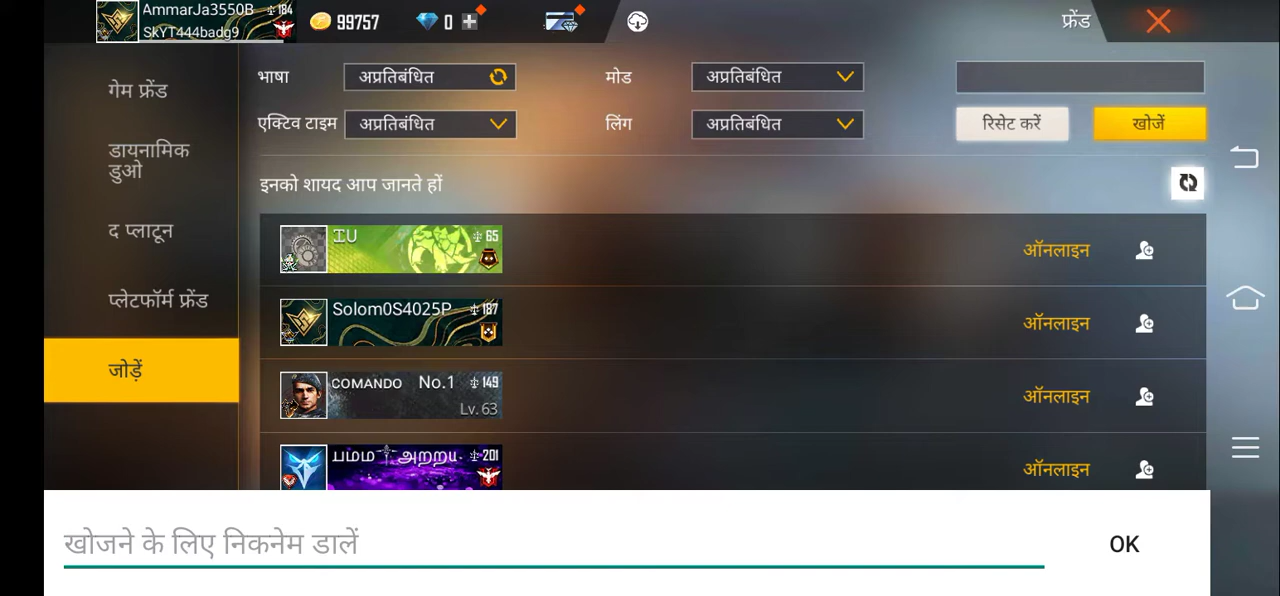 AmmarJa3550B 184
SkYT444badg9
99757
0
फ्रेंड
गेम फ्रेंड
डायनामिक
डुओ
द प्लाटून
प्लेटफॉर्म फ्रेंड
जोड़ें
भाषा अप्रतिबंधित मोड अप्रतिबंधित
एक्टिव टाइम अप्रतिबंधित लिंग अप्रतिबंधित रिसेट करें खोजें
इनको शायद आप जानते हों
IU 65 ऑनलाइन
Solom0S4025P 187 ऑनलाइन
COMANDO No.1 149 ऑनलाइन
Lv. 63
201 ऑनलाइन
खोजने के लिए निकनेम डालें OK